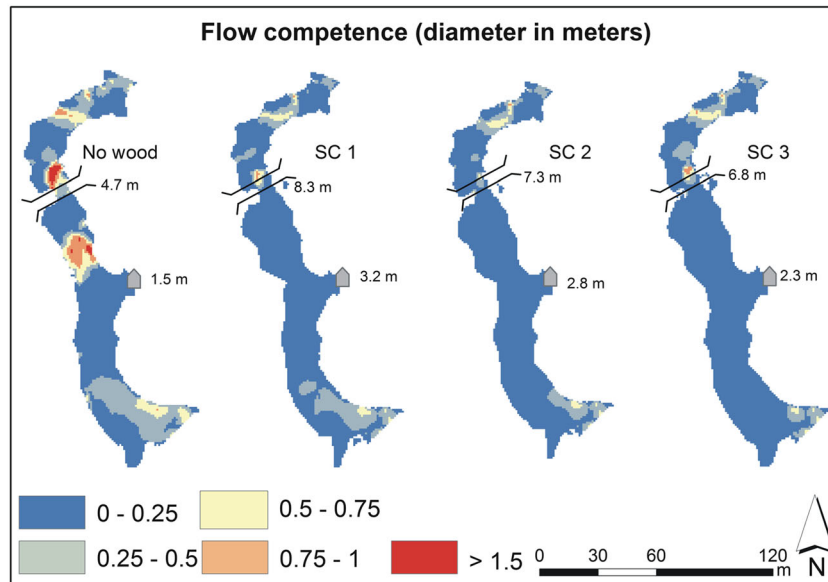 Flow competence (diameter in meters)
No wood
4.7 m
1.5 m
SC 1
8.3 m
3.2 m
SC 2
7.3 m
2.8 m
SC 3
6.8 m
2.3 m
0 - 0.25
0.5 - 0.75
0.25 - 0.5
0.75 - 1
> 1.5
0 30 60 120
m
N